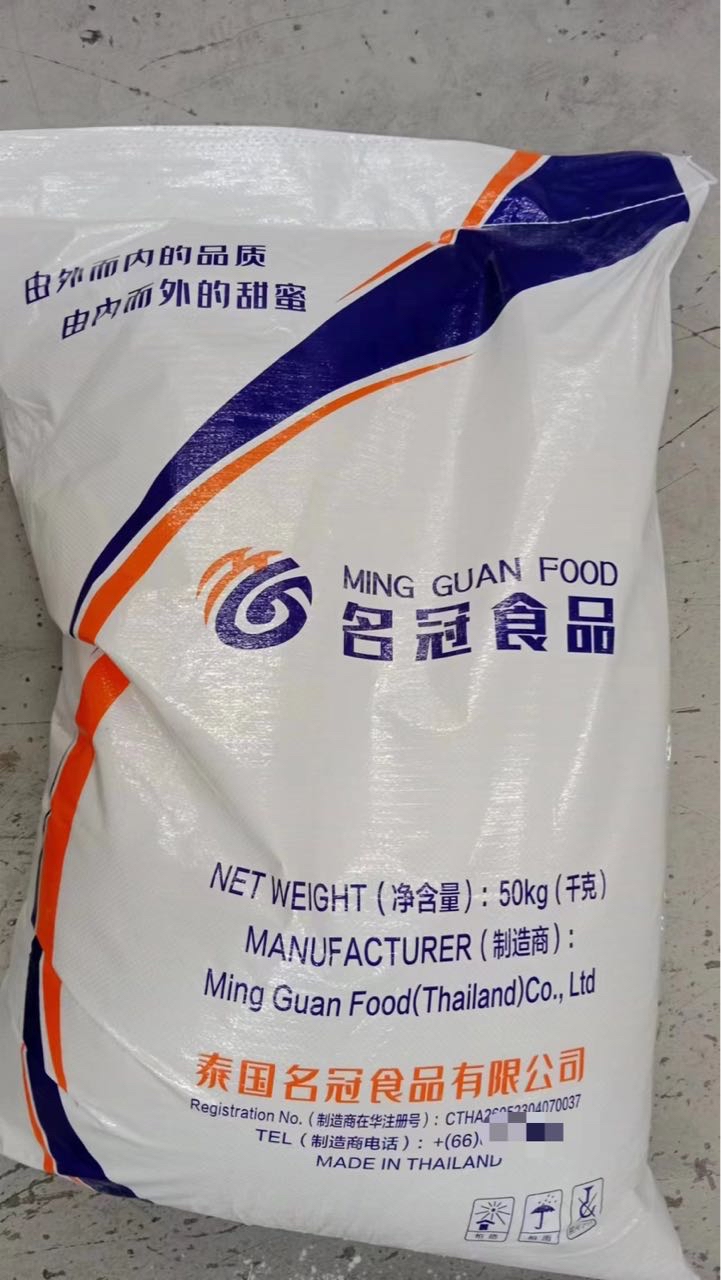 由外而内的品质
由内而外的甜蜜
MING GUAN FOOD
名冠食品
NET WEIGHT (净含量) : 50kg (千克)
MANUFACTURER (制造商) :
Ming Guan Food(Thailand)Co., Ltd
泰国名冠食品有限公司
Registration No. (制造商在华注册号) :
TEL (制造商电话) : +(66)
MADE IN THAILAND